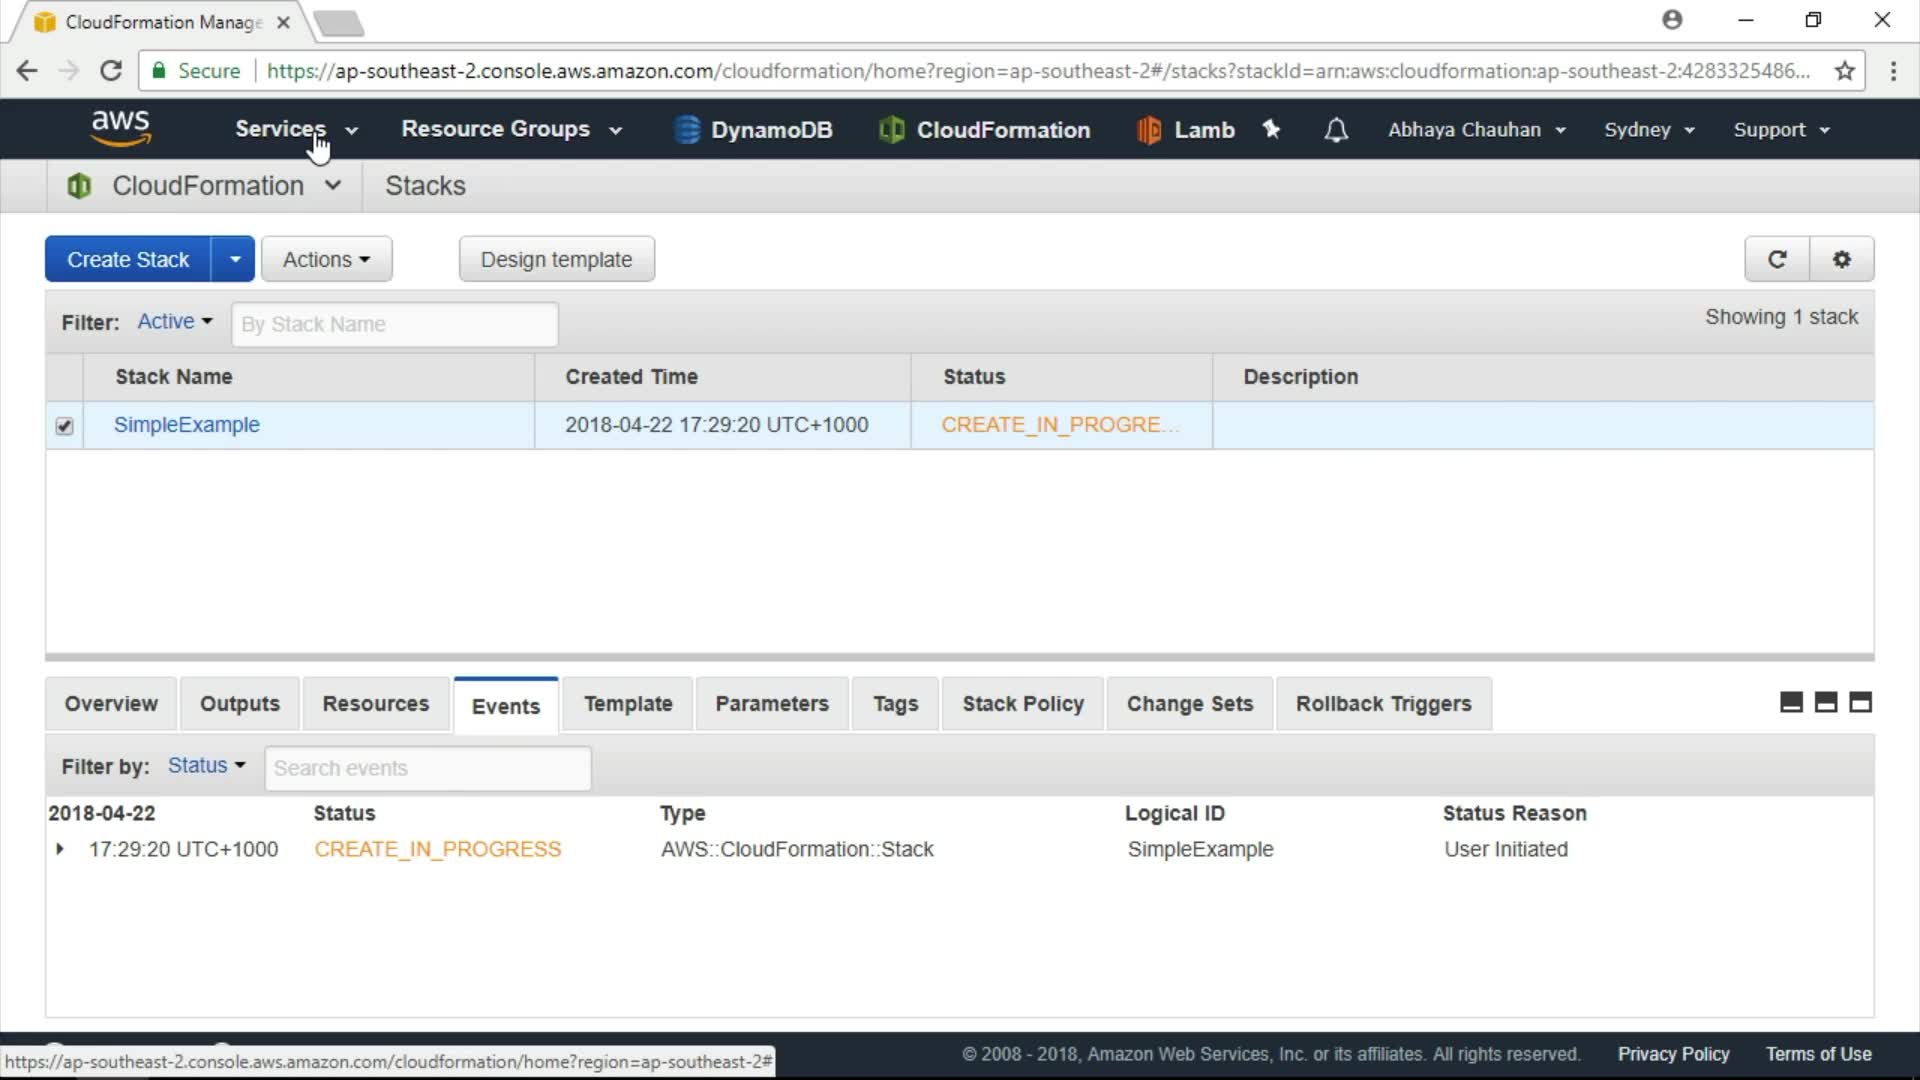 CloudFormation Manage
Secure https://ap-southeast-2.console.aws.amazon.com/cloudformation/home?region=ap-southeast-2#/stacks?stackId=arn:aws:cloudformation:ap-southeast-2:4283325486...
aws Services Resource Groups DynamoDB CloudFormation Lamb Abhaya Chauhan Sydney Support
CloudFormation Stacks
Create Stack Actions Design template
Filter: Active By Stack Name Showing 1 stack
Stack Name Created Time Status Description
SimpleExample 2018-04-22 17:29:20 UTC+1000 CREATE_IN_PROGRE...
Overview Outputs Resources Events Template Parameters Tags Stack Policy Change Sets Rollback Triggers
Filter by: Status Search events
2018-04-22 Status Type Logical ID Status Reason
17:29:20 UTC+1000 CREATE_IN_PROGRESS AWS::CloudFormation::Stack SimpleExample User Initiated
https://ap-southeast-2.console.aws.amazon.com/cloudformation/home?region=ap-southeast-2# © 2008 - 2018, Amazon Web Services, Inc. or its affiliates. All rights reserved. Privacy Policy Terms of Use